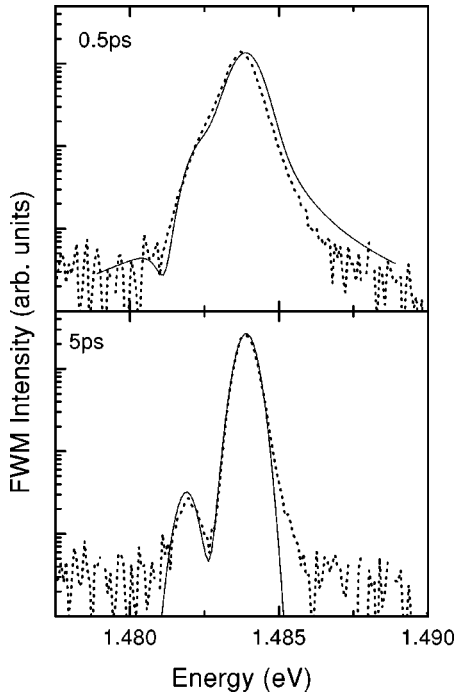 0.5ps
FWM Intensity (arb. units)
5ps
1.480 1.485 1.490
Energy (eV)